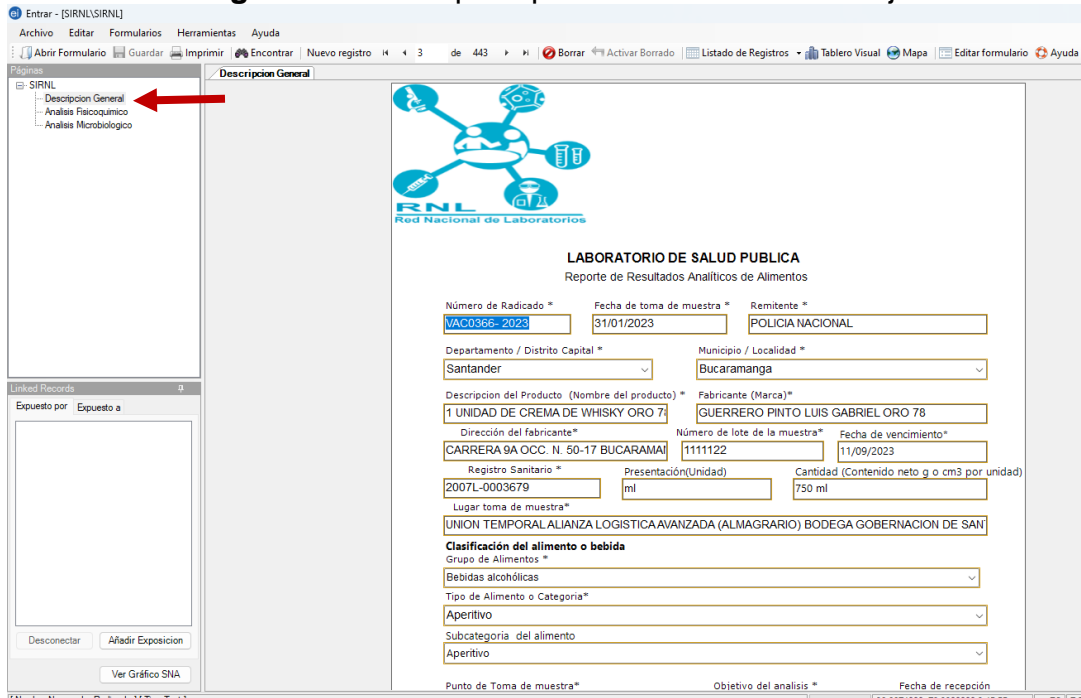 Entrar - [SIRNL\SIRNL]
Archivo Editar Formularios Herramientas Ayuda
Abrir Formulario Guardar Imprimir Encontrar Nuevo registro 3 de 443 Borrar Activar Borrado Listado de Registros Tablero Visual Mapa Editar formulario Ayuda
Páginas
SIRNL
Descripcion General
Analisis Fisicoquimico
Analisis Microbiologico
Descripcion General
RNL
Red Nacional de Laboratorios
LABORATORIO DE SALUD PUBLICA
Reporte de Resultados Analíticos de Alimentos
Número de Radicado * Fecha de toma de muestra * Remitente *
VAC0366- 2023 31/01/2023 POLICIA NACIONAL
Departamento / Distrito Capital * Municipio / Localidad *
Santander Bucaramanga
Descripcion del Producto (Nombre del producto) * Fabricante (Marca)*
1 UNIDAD DE CREMA DE WHISKY ORO GUERRERO PINTO LUIS GABRIEL ORO 78
Dirección del fabricante* Número de lote de la muestra* Fecha de vencimiento*
CARRERA 9A OCC. N. 50-17 1111122 11/09/2023
Registro Sanitario * Presentación(Unidad) Cantidad (Contenido neto g o cm3 por unidad)
2007L-0003679 ml 750 ml
Lugar toma de muestra*
UNION TEMPORAL ALIANZA LOGISTICA AVANZADA (ALMAGRARIO) BODEGA GOBERNACION DE
Clasificación del alimento o bebida
Grupo de Alimentos *
Bebidas alcohólicas
Tipo de Alimento o Categoria*
Aperitivo
Subcategoria del alimento
Aperitivo
Punto de Toma de muestra* Objetivo del analisis * Fecha de recepción
Linked Records
Expuesto por Expuesto a
Desconectar Añadir Exposicion
Ver Gráfico SNA